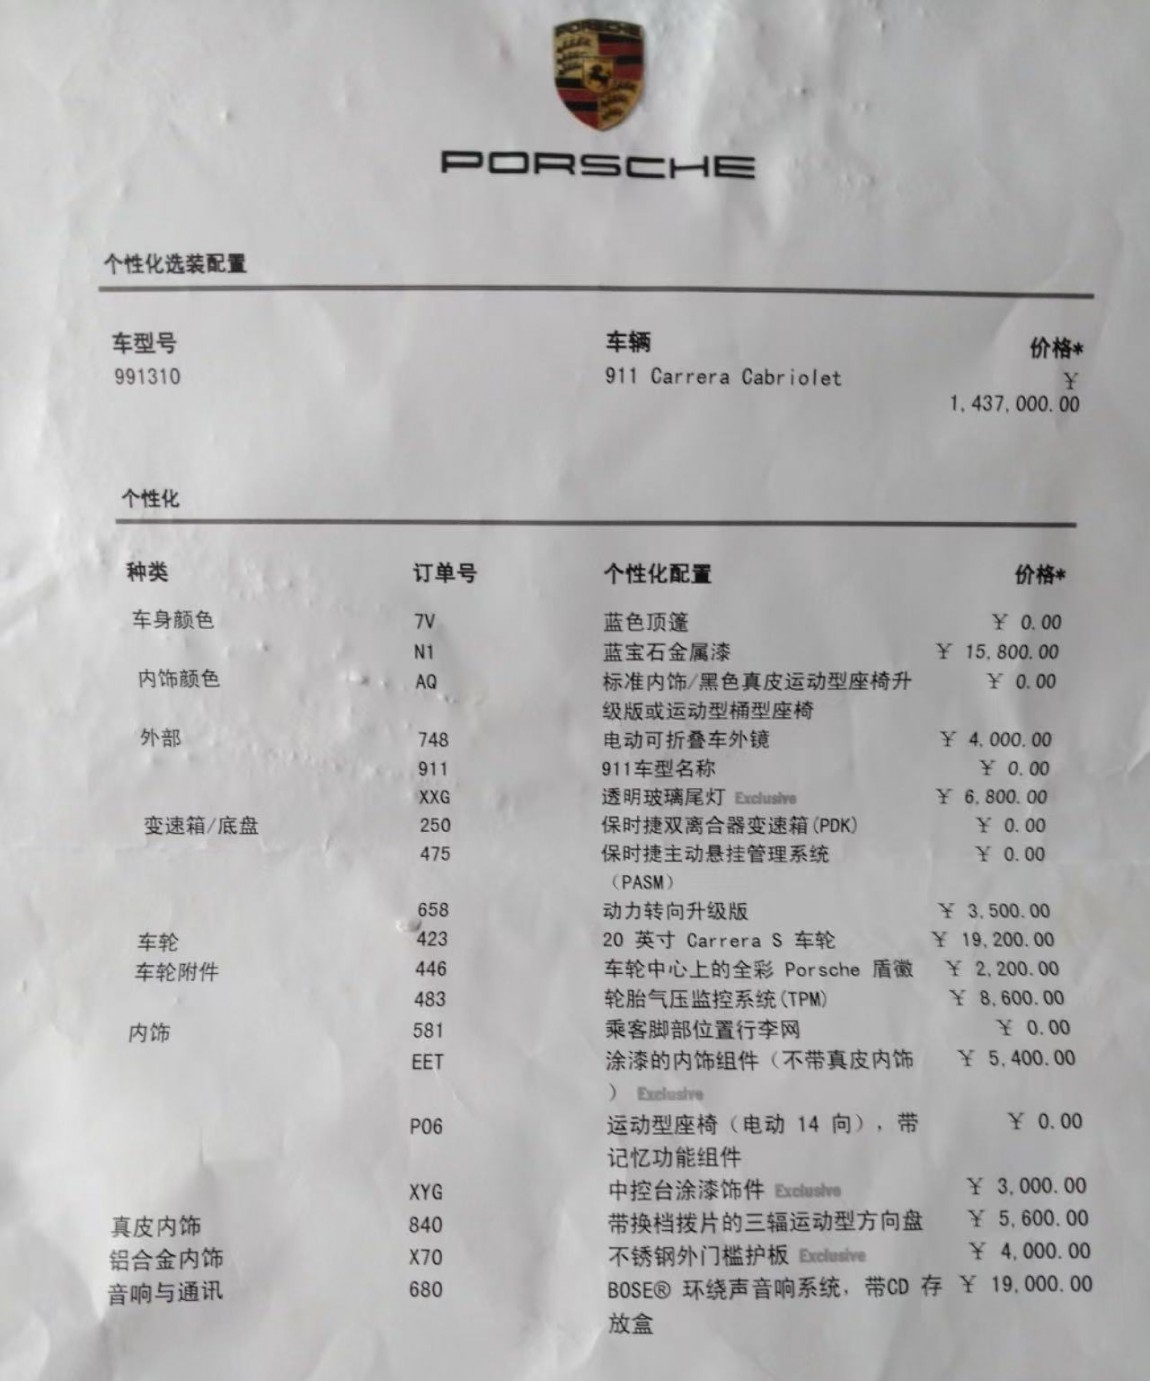 PORSCHE
PORSCHE
个性化选装配置
车型号 车辆 价格*
991310 911 Carrera Cabriolet ¥
1,437,000.00
个性化
种类 订单号 个性化配置 价格*
车身颜色 7V 蓝色顶篷 ¥ 0.00
N1 蓝宝石金属漆 ¥ 15,800.00
内饰颜色 AQ 标准内饰/黑色真皮运动型座椅升 ¥ 0.00
级版或运动型桶型座椅
外部 748 电动可折叠车外镜 ¥ 4,000.00
911 911车型名称 ¥ 0.00
XXG 透明玻璃尾灯 Exclusive ¥ 6,800.00
变速箱/底盘 250 保时捷双离合器变速箱(PDK) ¥ 0.00
475 保时捷主动悬挂管理系统 ¥ 0.00
（PASM）
658 动力转向升级版 ¥ 3,500.00
车轮 423 20 英寸 Carrera S 车轮 ¥ 19,200.00
车轮附件 446 车轮中心上的全彩 Porsche 盾徽 ¥ 2,200.00
483 轮胎气压监控系统(TPM) ¥ 8,600.00
内饰 581 乘客脚部位置行李网 ¥ 0.00
EET 涂漆的内饰组件（不带真皮内饰 ¥ 5,400.00
） Exclusive
P06 运动型座椅（电动 14 向），带 ¥ 0.00
记忆功能组件
XYG 中控台涂漆饰件 Exclusive ¥ 3,000.00
真皮内饰 840 带换档拨片的三辐运动型方向盘 ¥ 5,600.00
铝合金内饰 X70 不锈钢外门槛护板 Exclusive ¥ 4,000.00
音响与通讯 680 BOSE® 环绕声音响系统，带CD 存 ¥ 19,000.00
放盒